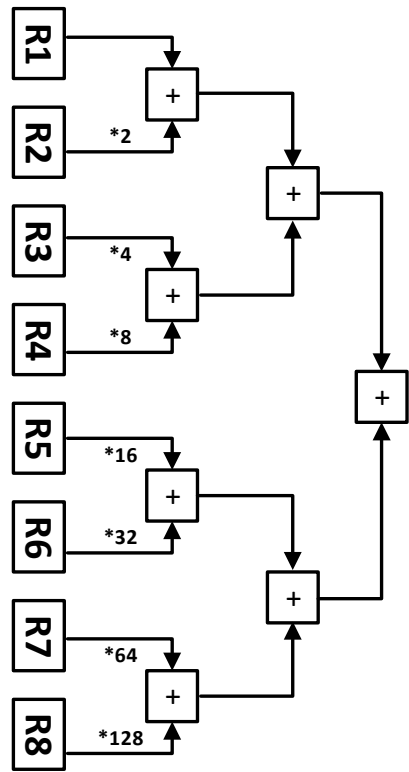 R1
+
R2
*2
+
R3
*4
+
R4
*8
+
R5
*16
+
R6
*32
+
R7
*64
+
R8
*128